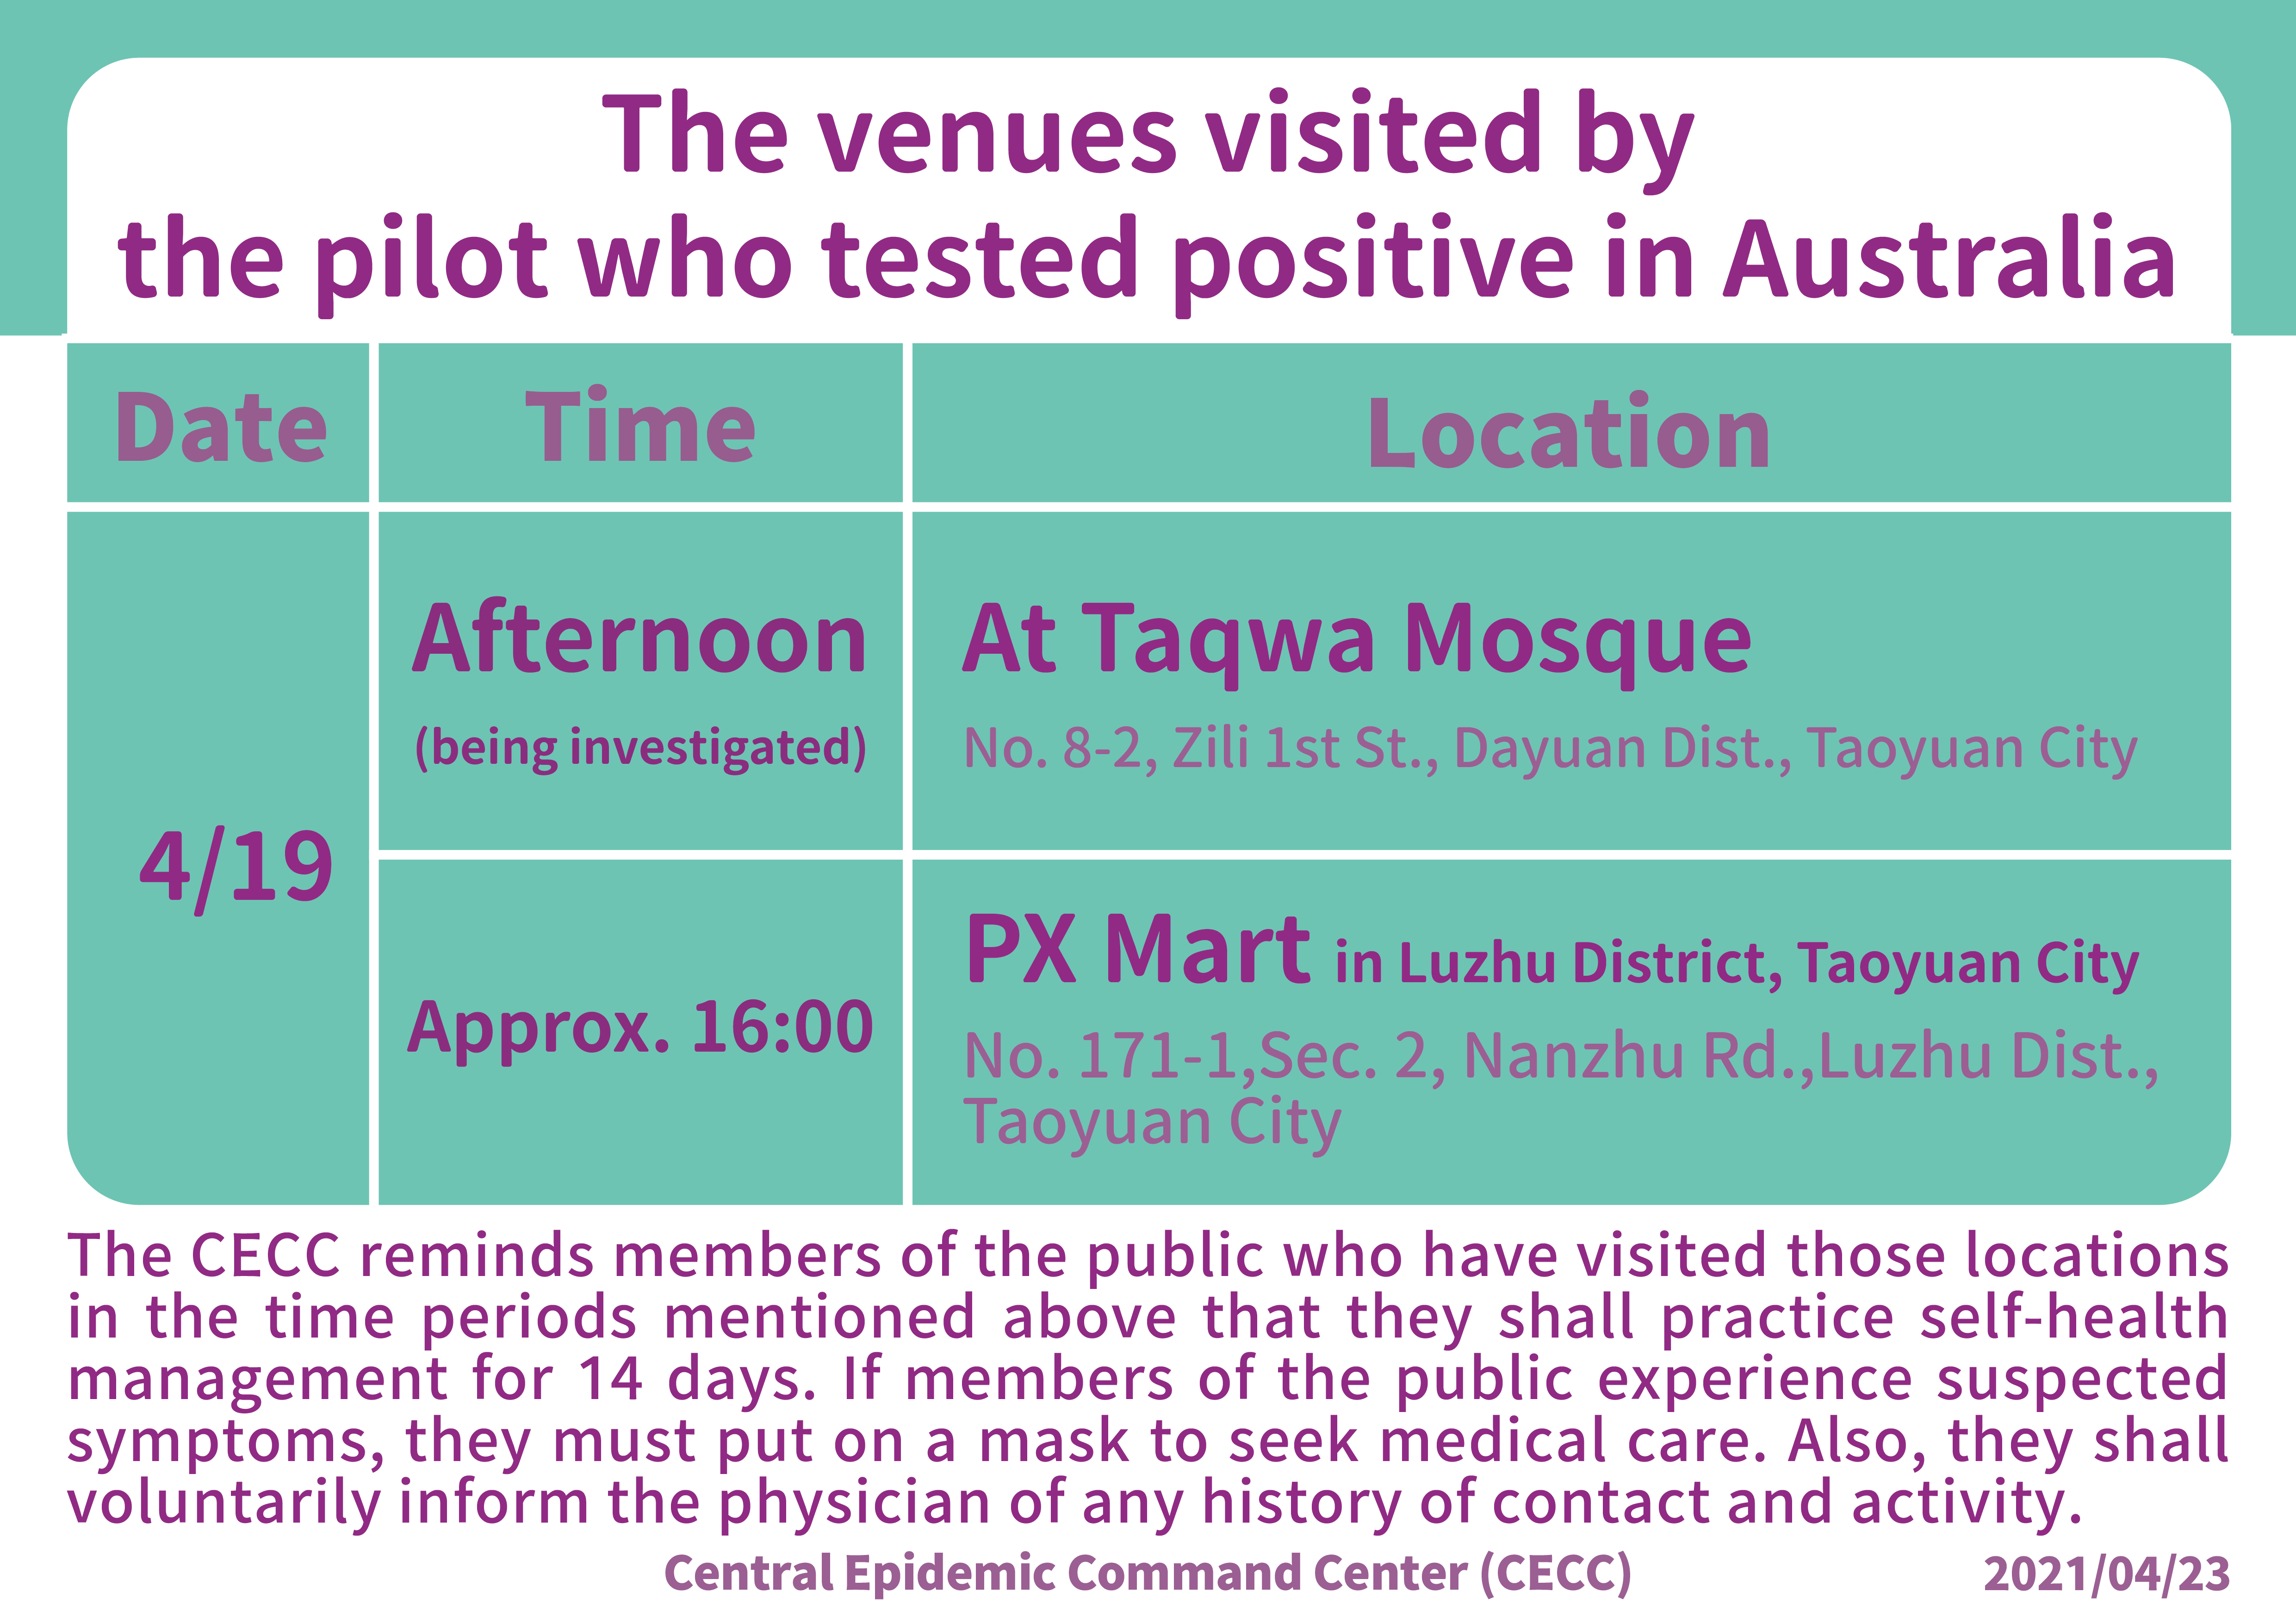 The venues visited by
the pilot who tested positive in Australia
Date Time Location
4/19
Afternoon
(being investigated)
At Taqwa Mosque
No. 8-2, Zili 1st St., Dayuan Dist., Taoyuan City
Approx. 16:00
PX Mart in Luzhu District, Taoyuan City
No. 171-1,Sec. 2, Nanzhu Rd.,Luzhu Dist.,
Taoyuan City
The CECC reminds members of the public who have visited those locations
in the time periods mentioned above that they shall practice self-health
management for 14 days. If members of the public experience suspected
symptoms, they must put on a mask to seek medical care. Also, they shall
voluntarily inform the physician of any history of contact and activity.
Central Epidemic Command Center (CECC) 2021/04/23